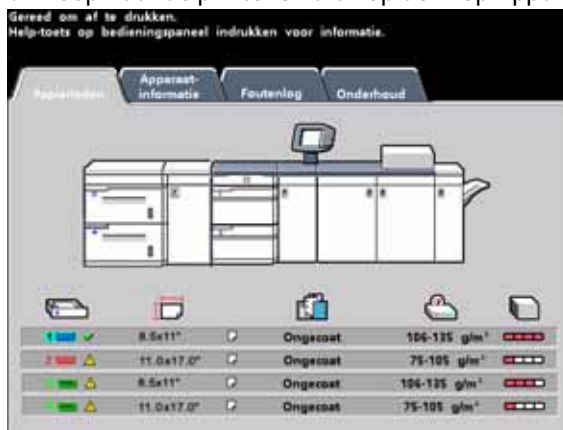 Gereed om af te drukken.
Help-toets op bedieningspaneel indrukken voor informatie.
Papierladen
Apparaat-
informatie
Foutenlog
Onderhoud
1 8.5x11" Ongecoat 106-135 g/m²
2 11.0x17.0" Ongecoat 75-105 g/m²
8.5x11" Ongecoat 106-135 g/m²
11.0x17.0" Ongecoat 75-105 g/m²